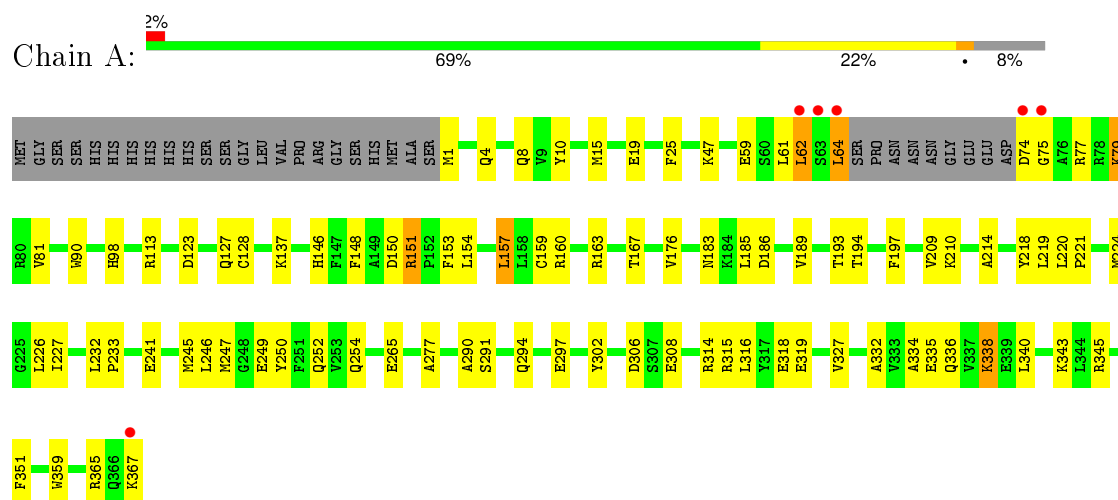 2%
Chain A:
69% 22% • 8%
MET GLY SER SER HIS HIS HIS HIS HIS HIS SER SER GLY LEU VAL PRO ARG GLY SER HIS MET ALA SER M1 Q4 Q8 V9 Y10 M15 E19 F25 K47 E59 S60 L61 L62 S63 L64 SER PRO ASN ASN ASN GLY GLU GLU ASP D74 G75 A76 R77 R78 K79
R80 V81 W90 H98 R113 D123 Q127 C128 K137 H146 F147 F148 A149 D150 R151 P152 F153 L154 L157 L158 C159 R160 R163 T167 V176 N183 K184 L185 D186 V189 T193 T194 F197 V209 K210 A214 Y218 L219 L220 P221 M224
G225 L226 I227 L232 P233 E241 M245 L246 M247 G248 E249 Y250 F251 Q252 V253 Q254 E265 A277 A290 S291 Q294 E297 Y302 D306 S307 E308 R314 R315 L316 Y317 E318 E319 V327 A332 V333 A334 E335 Q336 V337 K338 E339 L340 K343 L344 R345
F351 W359 R365 Q366 K367